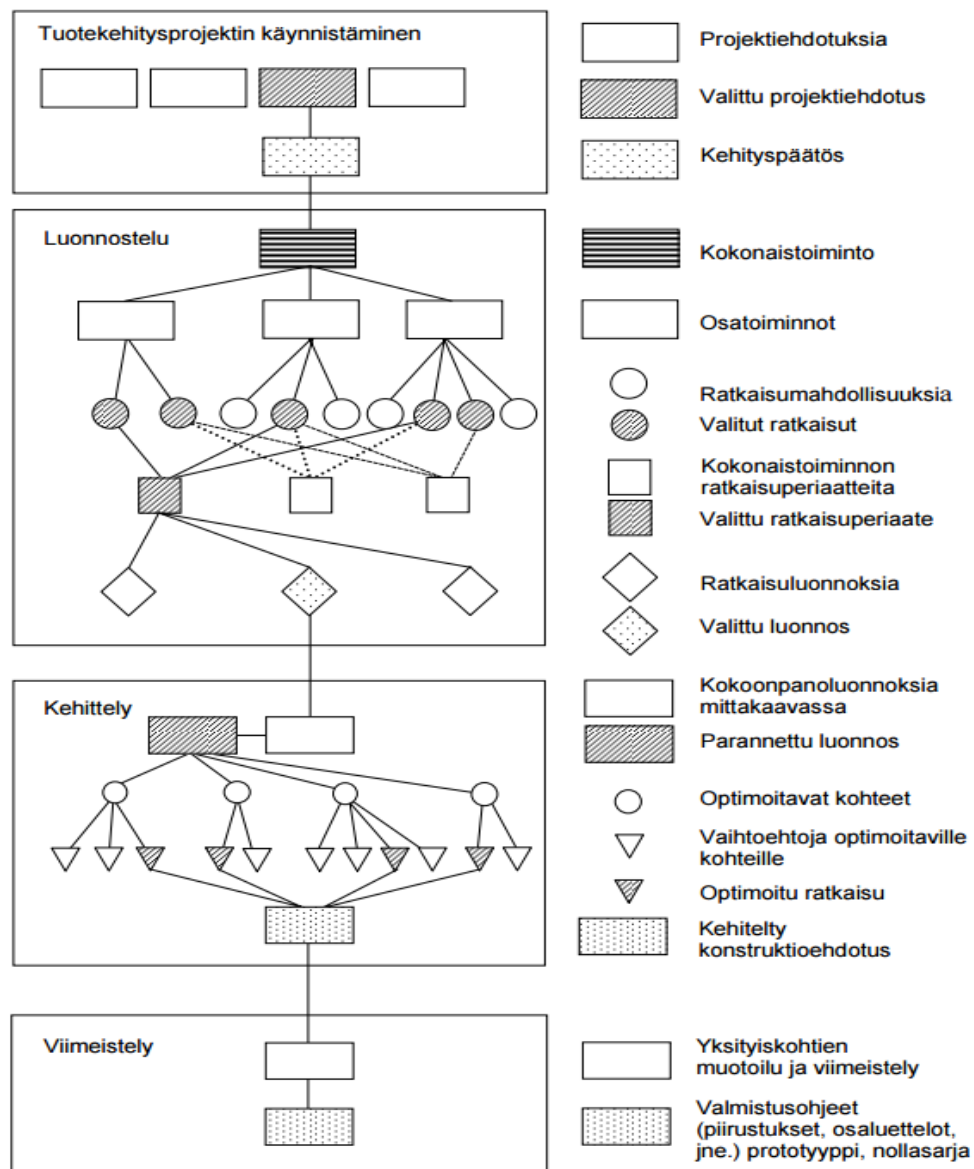 Tuotekehitysprojektin käynnistäminen
Projektiehdotuksia
Valittu projektiehdotus
Kehityspäätös
Luonnostelu
Kokonaistoiminto
Osatoiminnot
Ratkaisumahdollisuuksia
Valitut ratkaisut
Kokonaistoiminnon
ratkaisuperiaatteita
Valittu ratkaisuperiaate
Ratkaisuluonnoksia
Valittu luonnos
Kehittely
Kokoonpanoluonnoksia
mittakaavassa
Parannettu luonnos
Optimoitavat kohteet
Vaihtoehtoja optimoitaville
kohteille
Optimoitu ratkaisu
Kehitelty
konstruktioehdotus
Viimeistely
Yksityiskohtien
muotoilu ja viimeistely
Valmistusohjeet
(piirustukset, osaluettelot,
jne.) prototyyppi, nollasarja